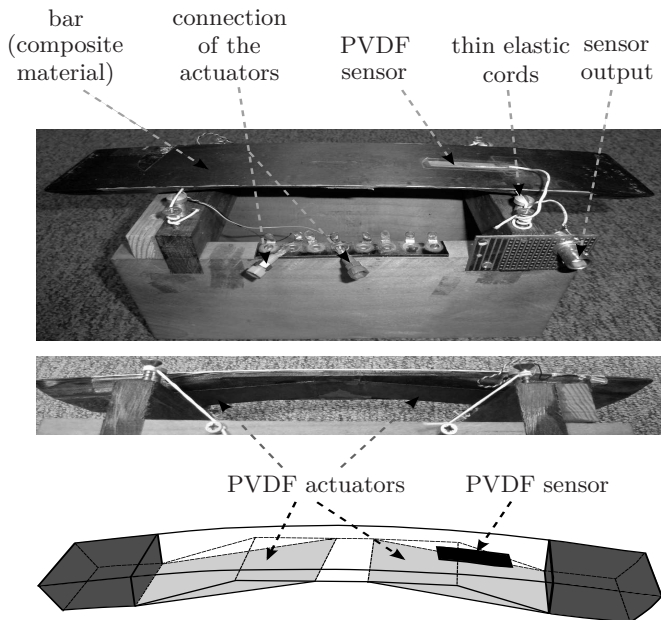 bar
(composite
material)
connection
of the
actuators
PVDF
sensor
thin elastic
cords
sensor
output
PVDF actuators
PVDF sensor